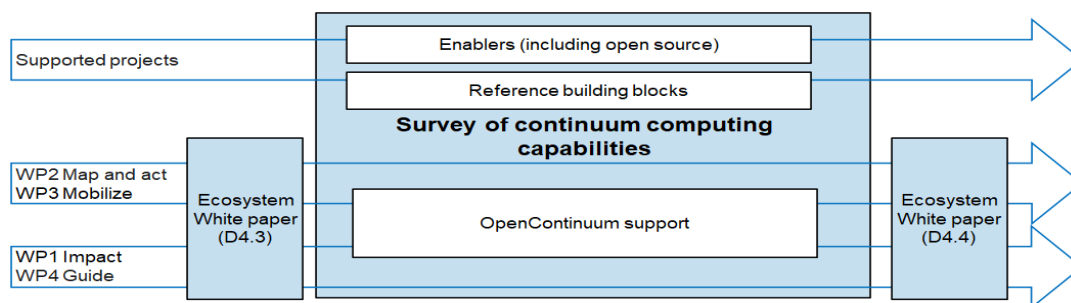 Enablers (including open source)
Supported projects
Reference building blocks
Survey of continuum computing
capabilities
WP2 Map and act
WP3 Mobilize
Ecosystem
White paper
(D4.3)
OpenContinuum support
Ecosystem
White paper
(D4.4)
WP1 Impact
WP4 Guide